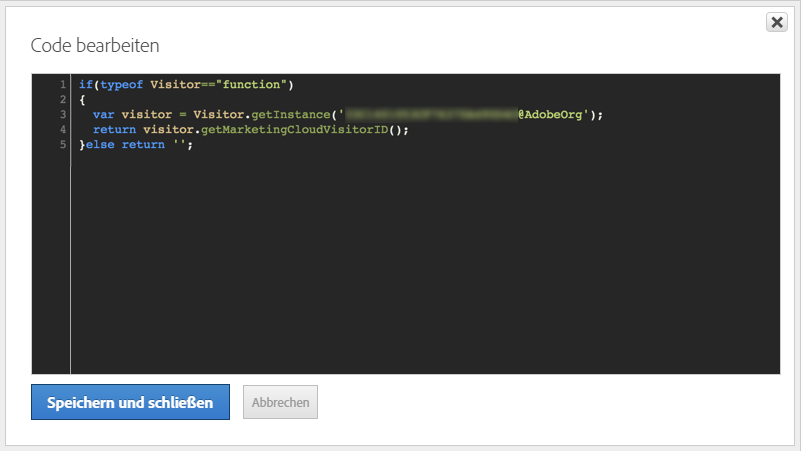 Code bearbeiten
1 if(typeof Visitor=="function")
2 {
3 var visitor = Visitor.getInstance('@AdobeOrg');
4 return visitor.getMarketingCloudVisitorID();
5 }else return '';
Speichern und schließen
Abbrechen